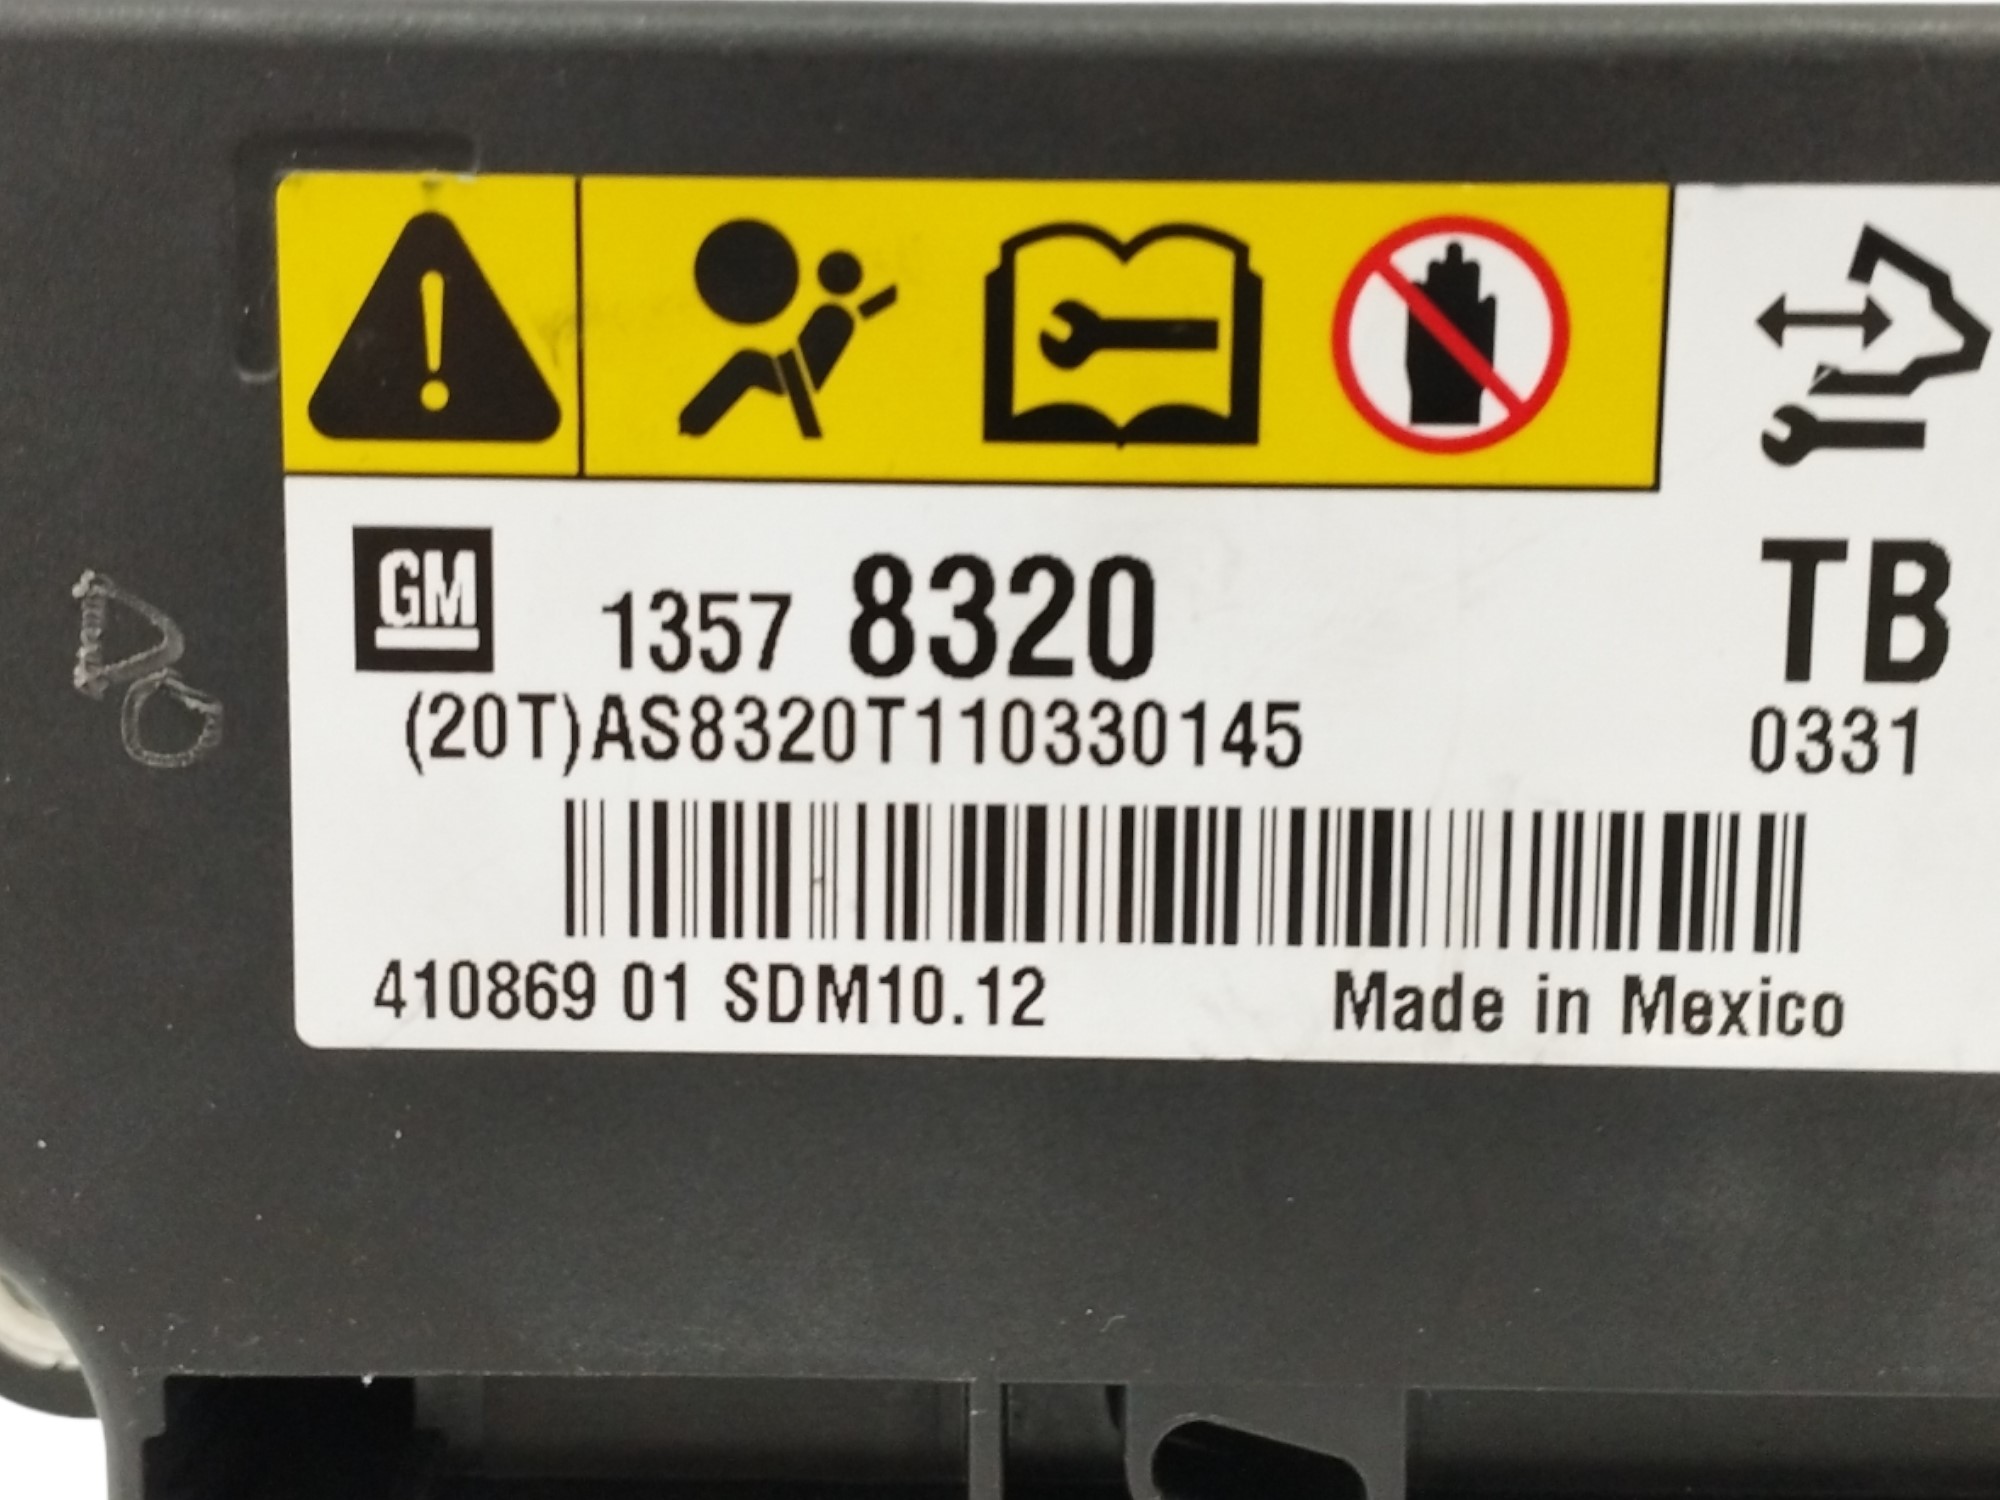 GM 1357 8320 TB
(20T)AS8320T110330145 0331
410869 01 SDM10.12 Made in Mexico